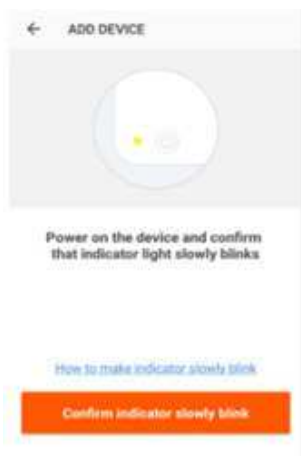 ADD DEVICE
Power on the device and confirm
that indicator light slowly blinks
How to make indicator slowly blink
Confirm indicator slowly blink